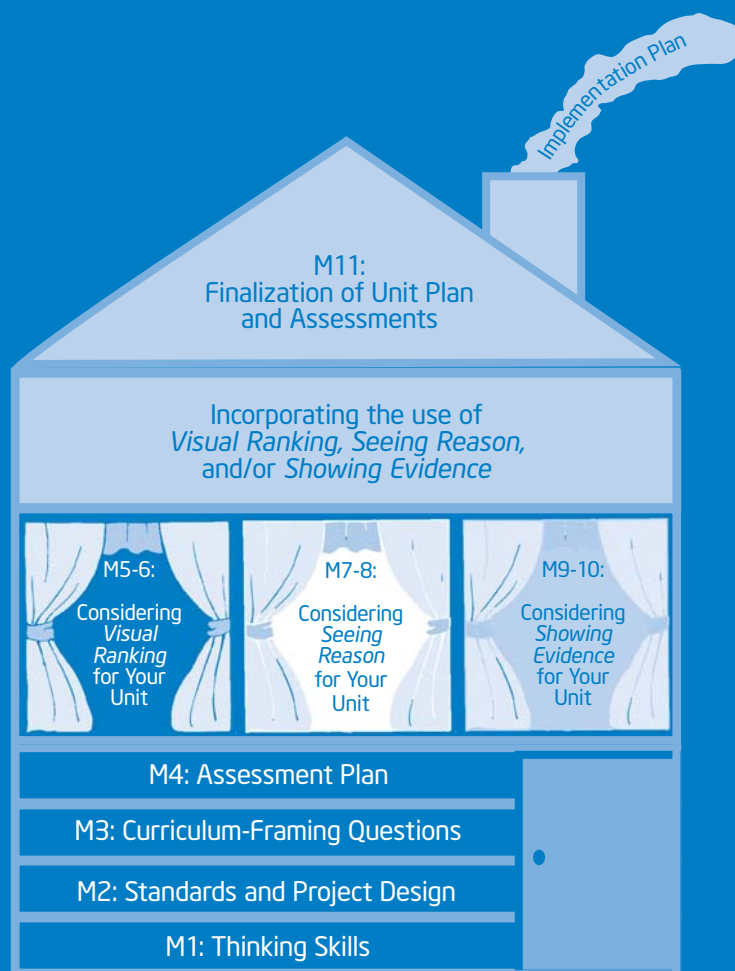 Implementation Plan
M11:
Finalization of Unit Plan
and Assessments
Incorporating the use of
Visual Ranking, Seeing Reason,
and/or Showing Evidence
M5-6:
Considering
Visual
Ranking
for Your
Unit
M7-8:
Considering
Seeing
Reason
for Your
Unit
M9-10:
Considering
Showing
Evidence
for Your
Unit
M4: Assessment Plan
M3: Curriculum-Framing Questions
M2: Standards and Project Design
M1: Thinking Skills